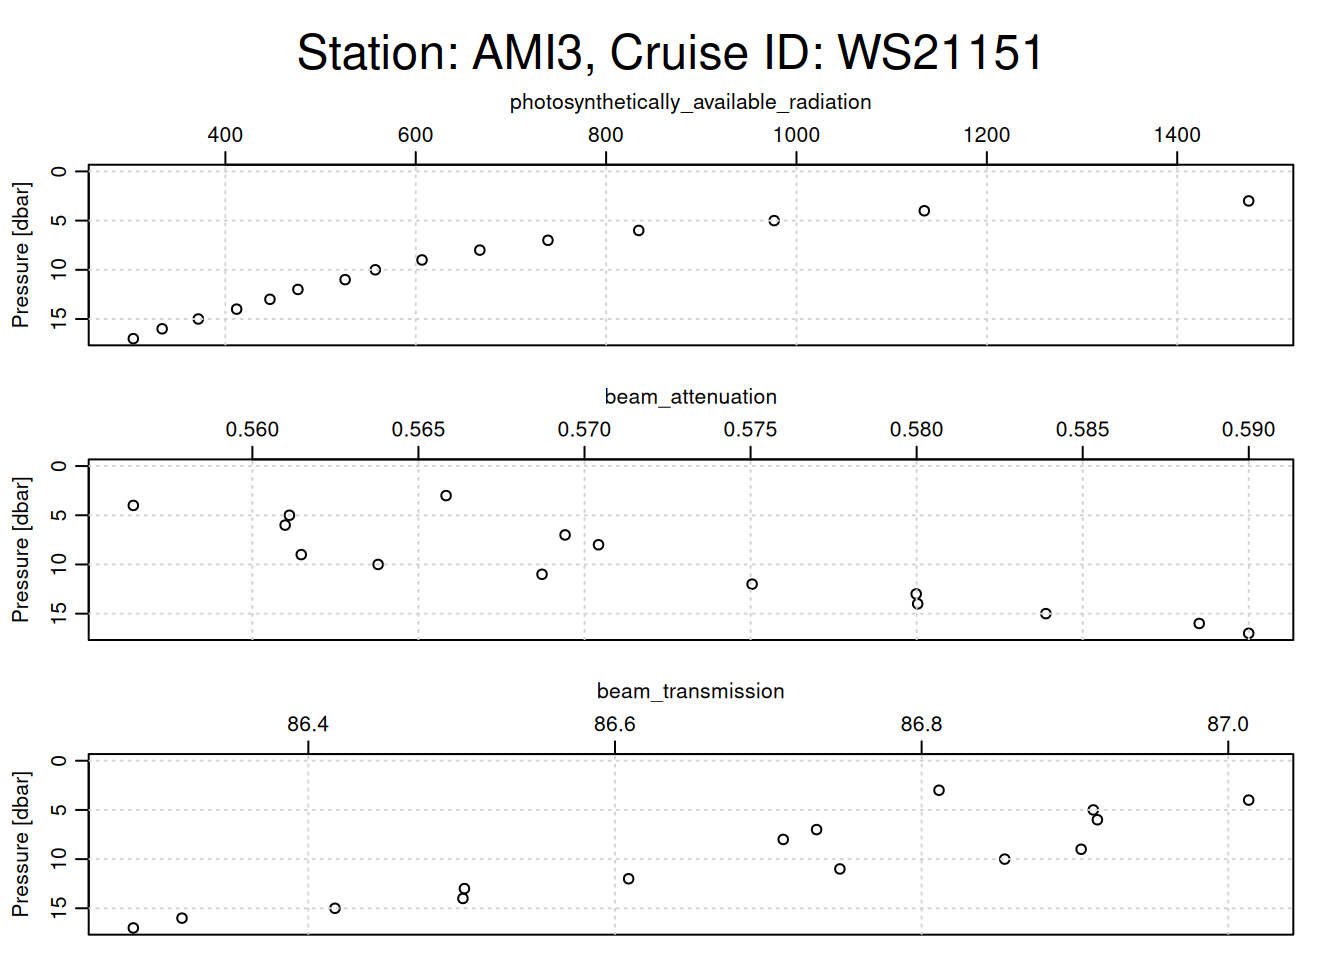 Station: AMI3, Cruise ID: WS21151
photosynthetically_available_radiation
400 600 800 1000 1200 1400
Pressure [dbar]
0 5 10 15
beam_attenuation
0.560 0.565 0.570 0.575 0.580 0.585 0.590
Pressure [dbar]
0 5 10 15
beam_transmission
86.4 86.6 86.8 87.0
Pressure [dbar]
0 5 10 15